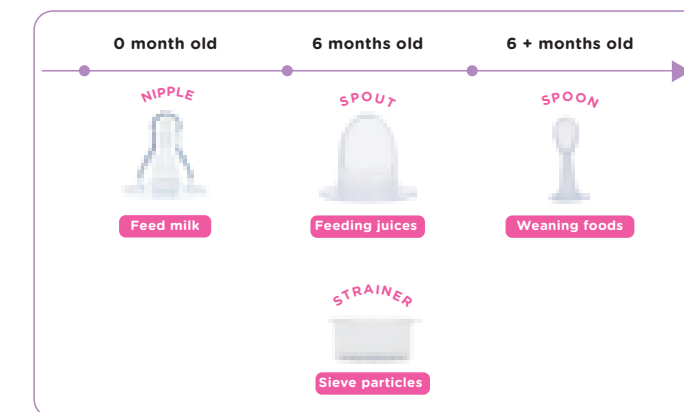 0 month old
6 months old
6 + months old
NIPPLE
SPOUT
SPOON
Feed milk
Feeding juices
Weaning foods
STRAINER
Sieve particles